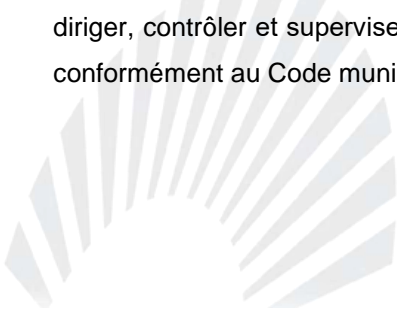 diriger, contrôler et supervise
conformément au Code muni